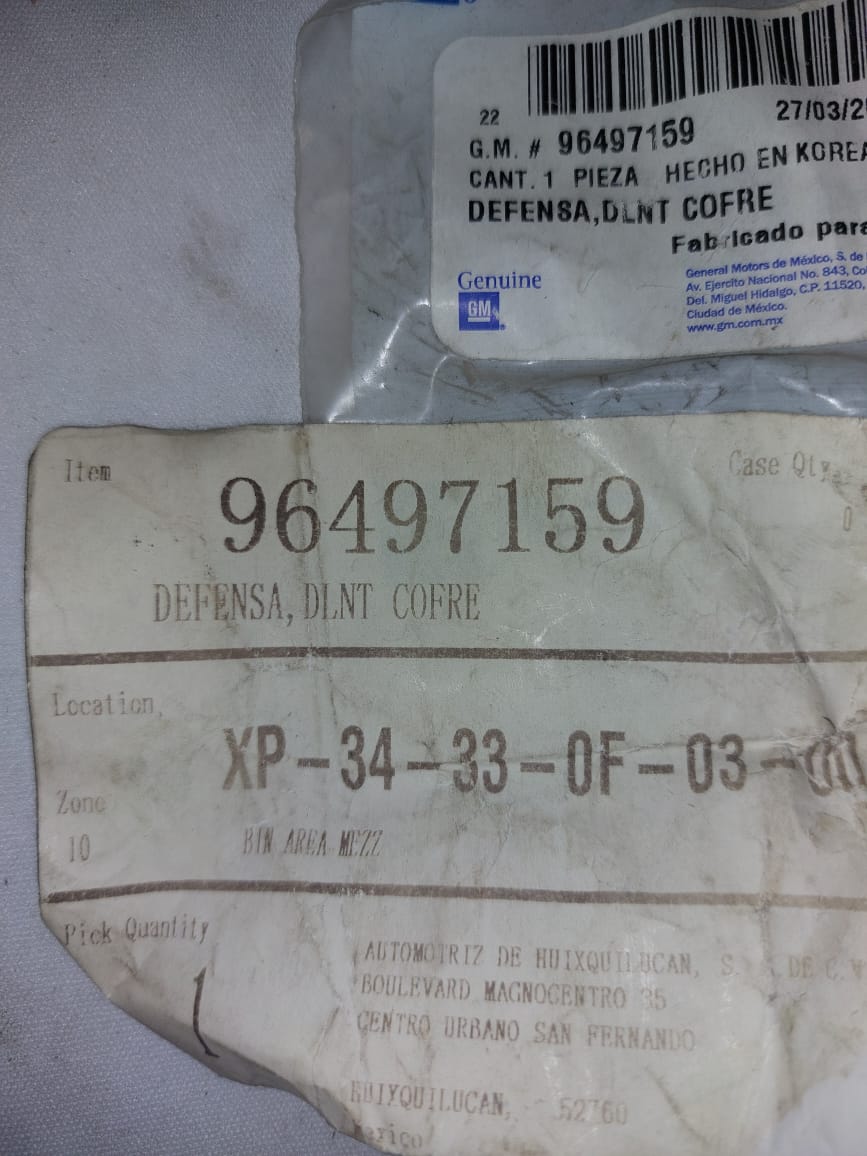 22 27/03/2
G.M. # 96497159
CANT. 1 PIEZA HECHO EN KOREA
DEFENSA,DLNT COFRE
Fabricado para
Genuine
GM
General Motors de México, S. de
Av. Ejercito Nacional No. 843, Co
Del. Miguel Hidalgo, C.P. 11520,
Ciudad de México.
www.gm.com.mx
Item
Case Qty
96497159
0
DEFENSA,DLNT COFRE
Location
XP-34-33-0F-03-
Zone
10
BIN AREA MEZZ
Pick Quantity
1
AUTOMOTRIZ DE HUIXQUILUCAN, S. DE C.V
BOULEVARD MAGNOCENTRO 35
CENTRO URBANO SAN FERNANDO
HUIXQUILUCAN, 52760
Mexico